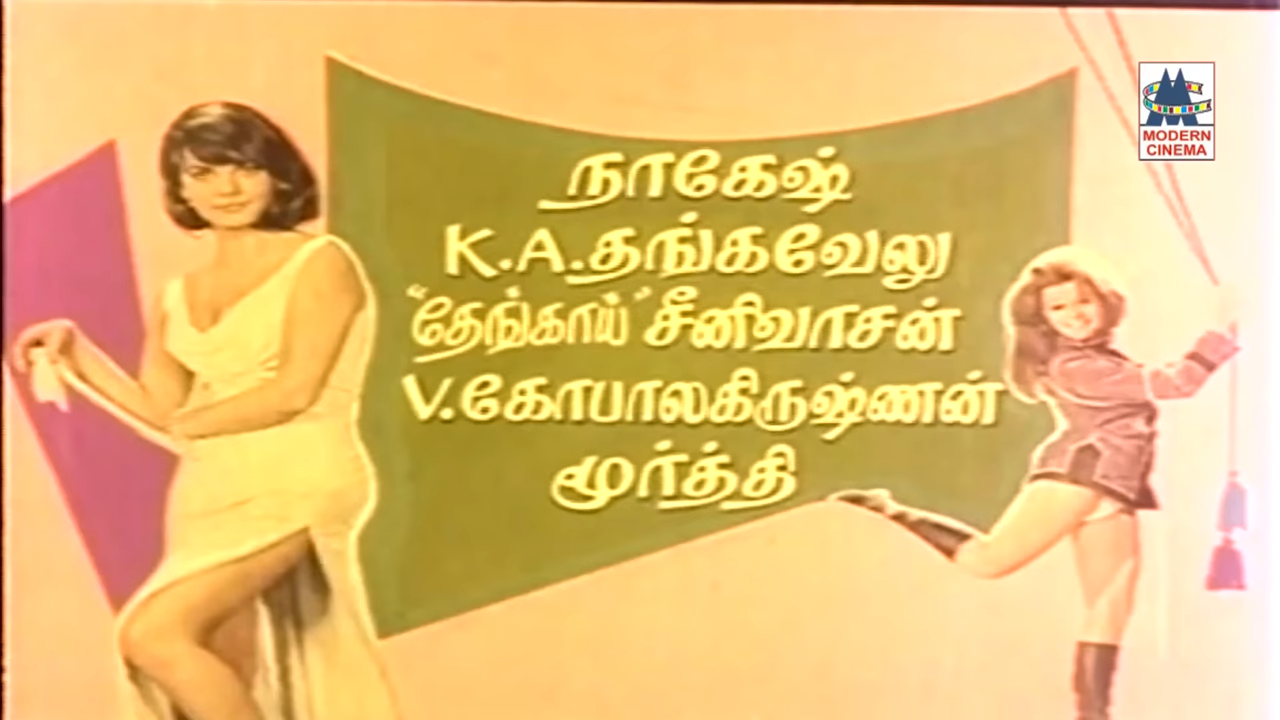 நாகேஷ்
K.A.தங்கவேலு
"தேங்காய்" சீனிவாசன்
V.கோபாலகிருஷ்ணன்
மூர்த்தி
MODERN
CINEMA